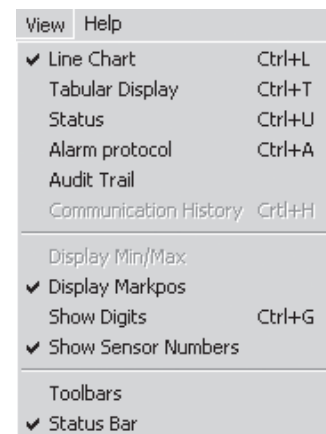 View Help
Line Chart Ctrl+L
Tabular Display Ctrl+T
Status Ctrl+U
Alarm protocol Ctrl+A
Audit Trail
Communication History Crtl+H
Display Min/Max
Display Markpos
Show Digits Ctrl+G
Show Sensor Numbers
Toolbars
Status Bar